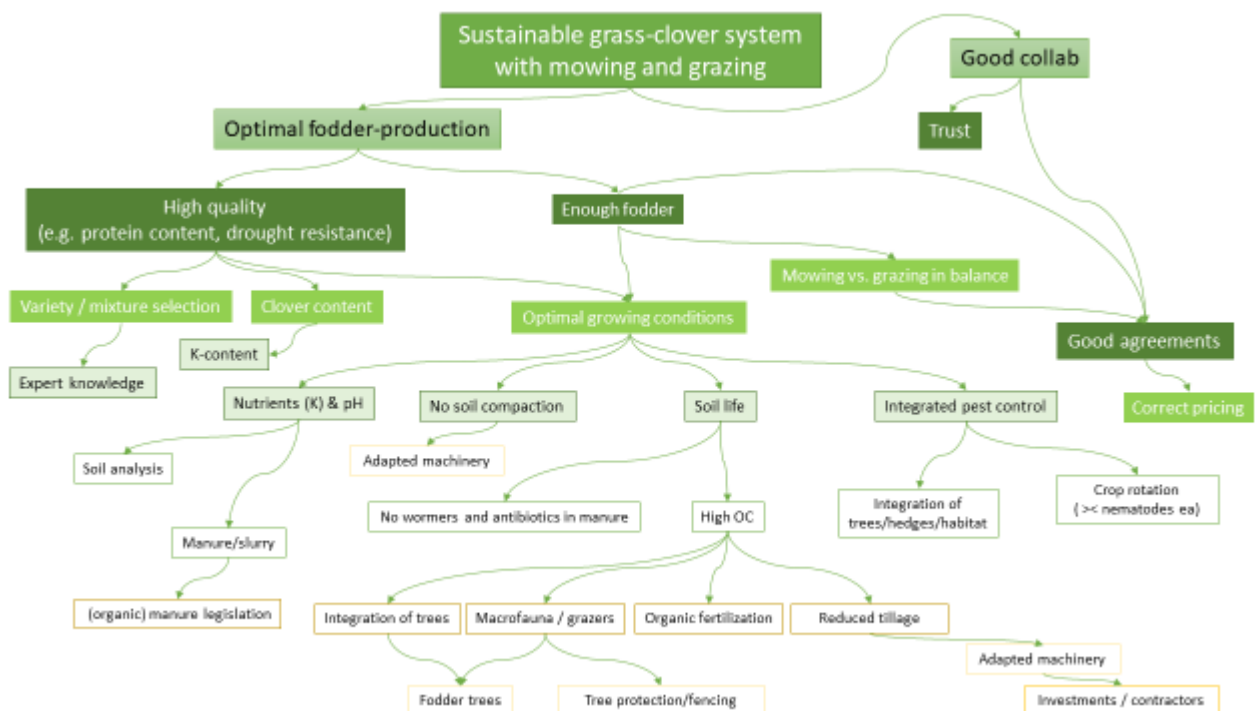 Sustainable grass-clover system
with mowing and grazing
Good collab
Optimal fodder-production
Trust
High quality
(e.g. protein content, drought resistance)
Enough fodder
Mowing vs. grazing in balance
Variety / mixture selection
Clover content
Optimal growing conditions
Good agreements
K-content
Expert knowledge
Nutrients (K) & pH
No soil compaction
Soil life
Integrated pest control
Correct pricing
Soil analysis
Adapted machinery
No wormers and antibiotics in manure
High OC
Integration of
trees/hedges/habitat
Crop rotation
( >< nematodes ea)
Manure/slurry
(organic) manure legislation
Integration of trees
Macrofauna / grazers
Organic fertilization
Reduced tillage
Adapted machinery
Fodder trees
Tree protection/fencing
Investments / contractors